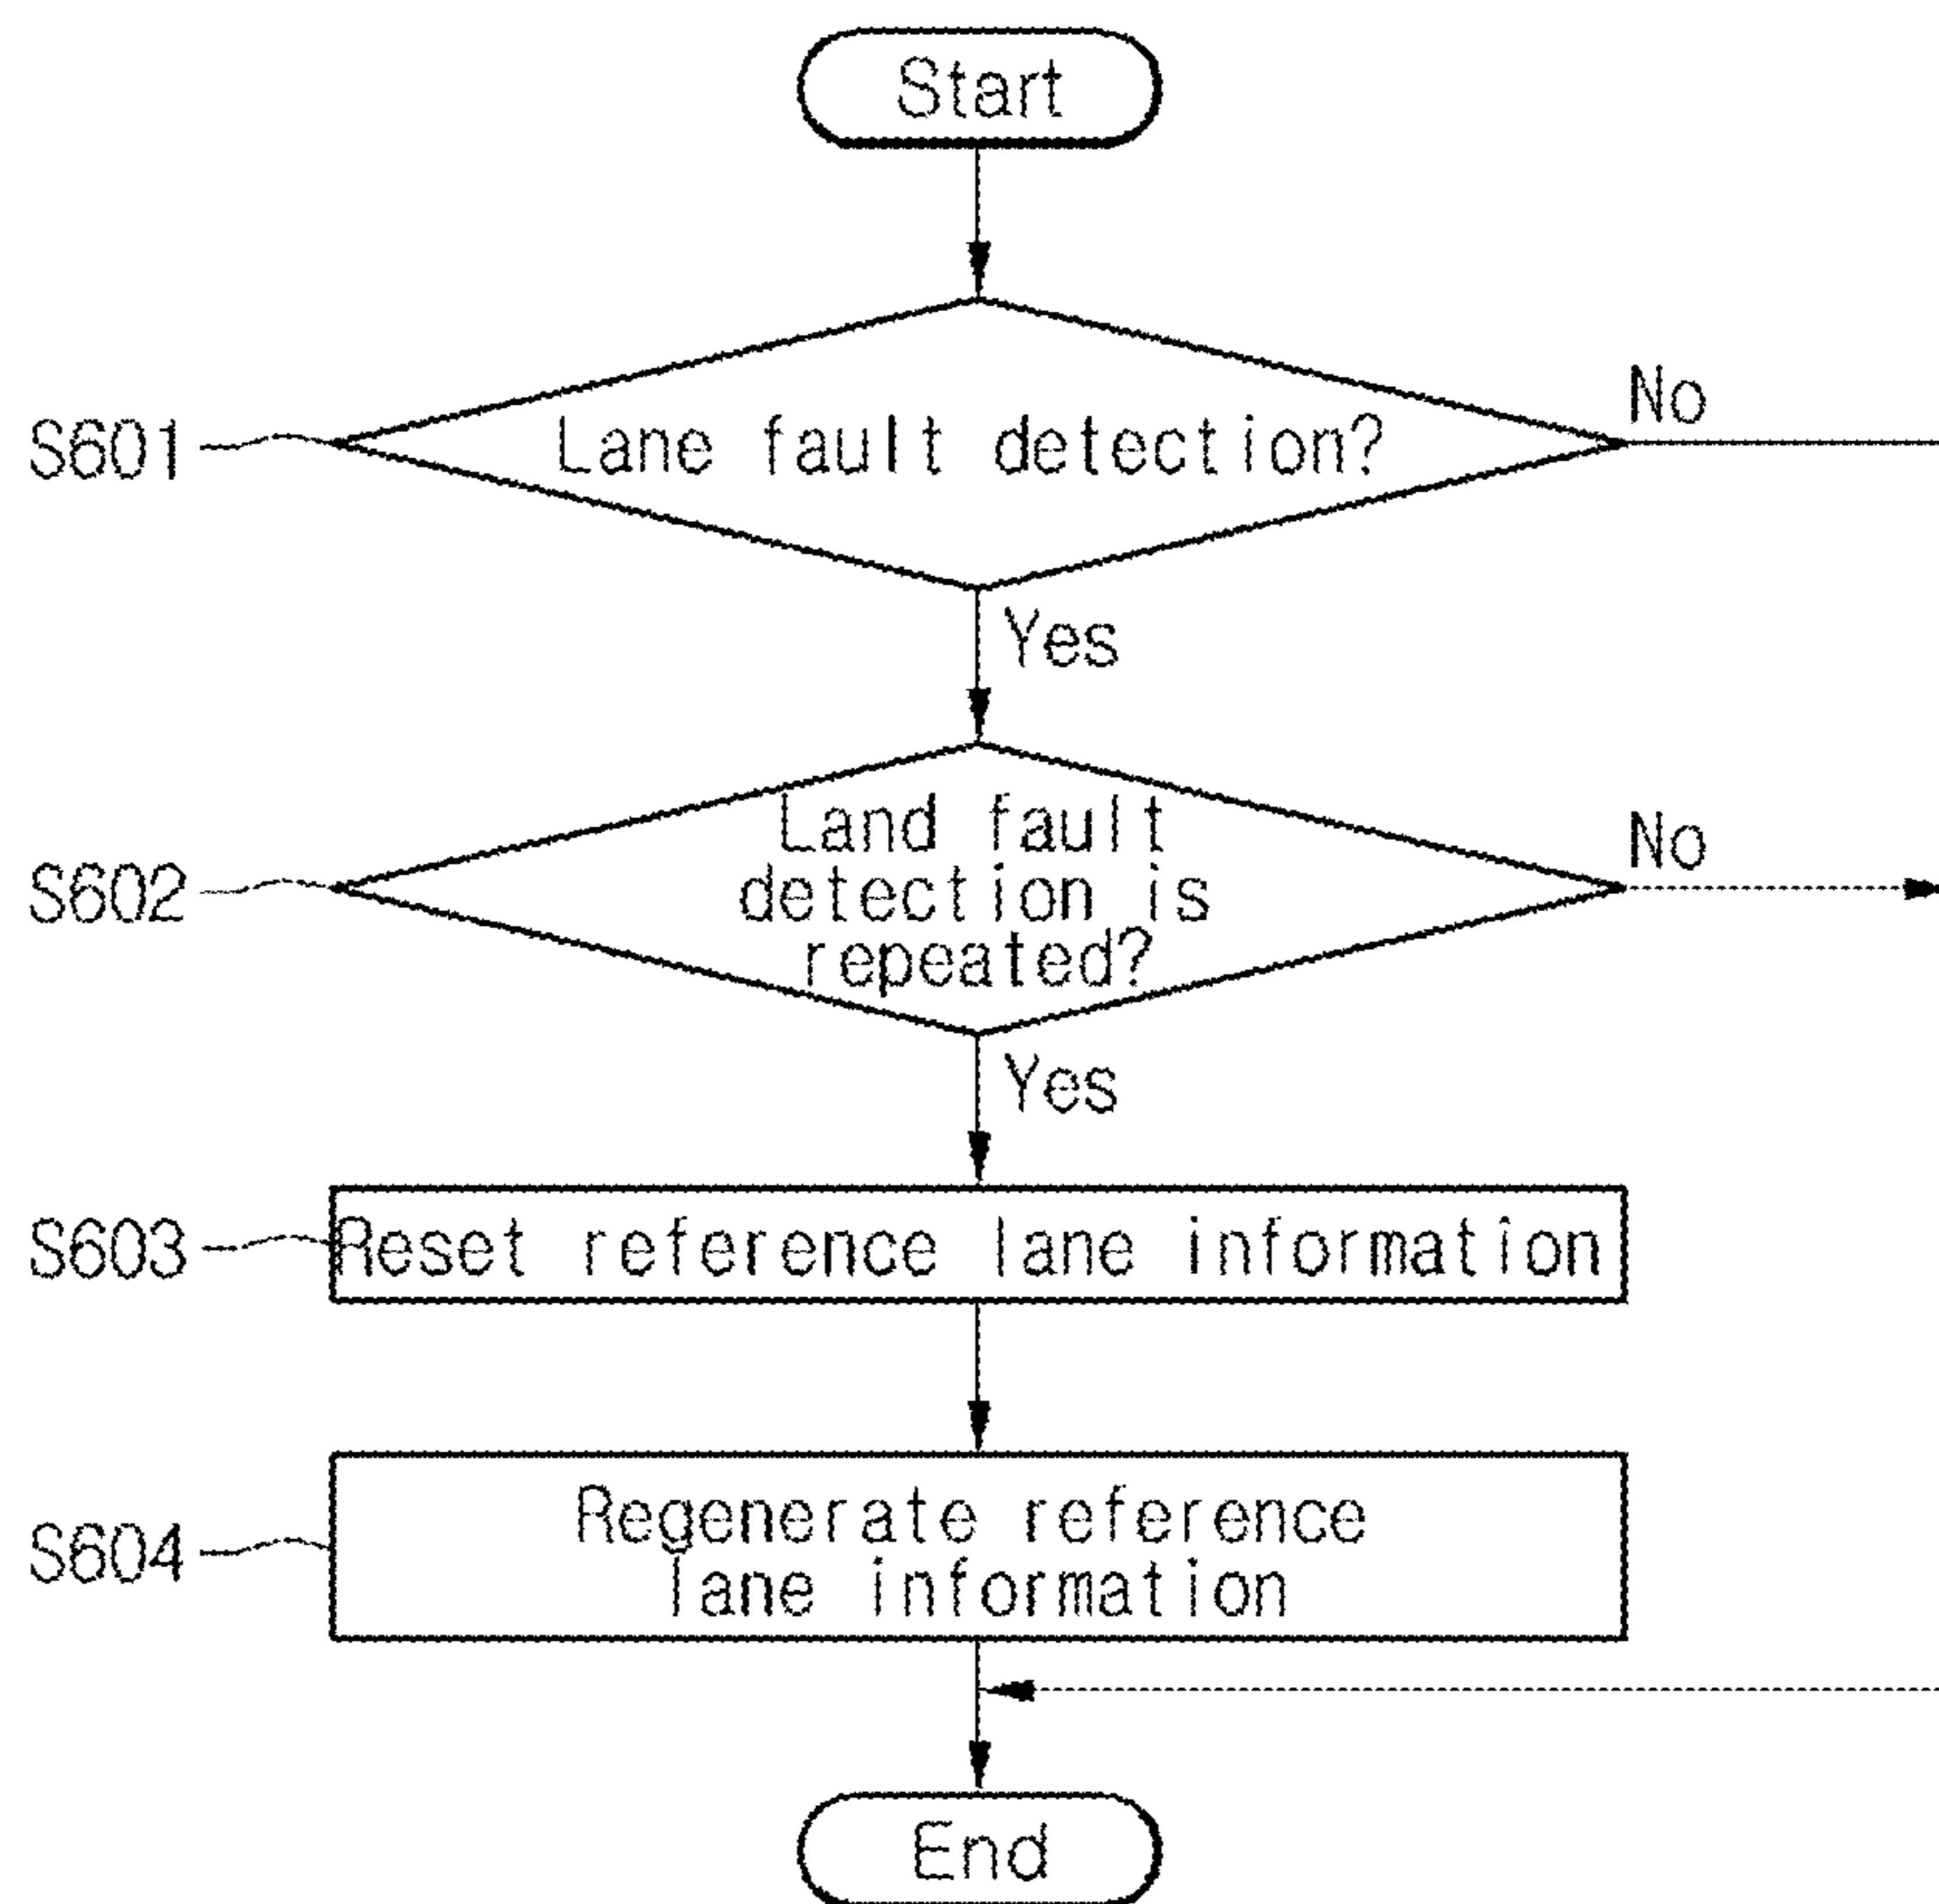 Start
S601
Lane fault detection?
No
Yes
S602
Land fault
detection is
repeated?
No
Yes
S603
Reset reference lane information
S604
Regenerate reference
lane information
End